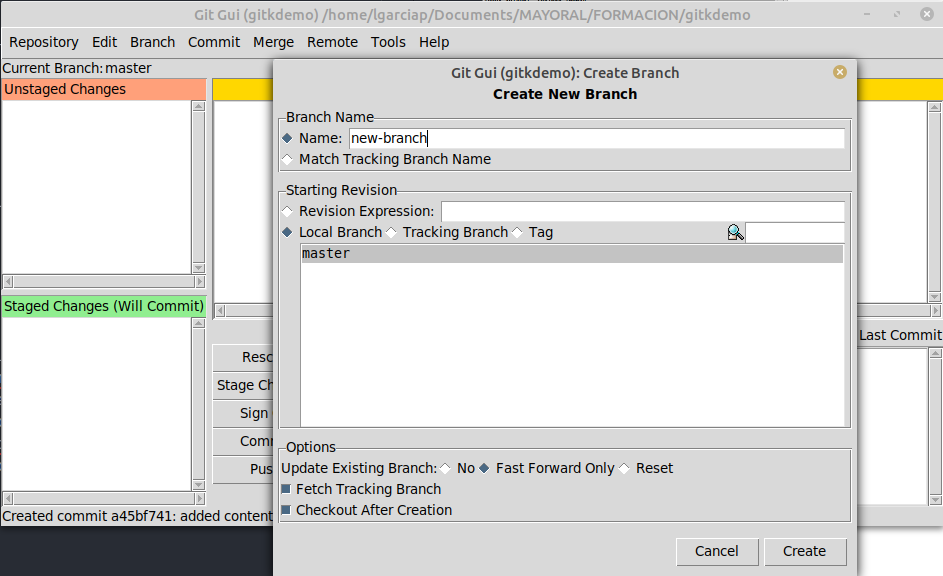 Git Gui (gitkdemo) /home/lgarciap/Documents/MAYORAL/FORMACION/gitkdemo
Repository Edit Branch Commit Merge Remote Tools Help
Current Branch: master
Unstaged Changes
Staged Changes (Will Commit)
Stage
Sign
Last Commit
Created commit a45bf741: added content
Git Gui (gitkdemo): Create Branch
Create New Branch
Branch Name
Name: new-branch
Match Tracking Branch Name
Starting Revision
Revision Expression:
Local Branch Tracking Branch Tag
master
Options
Update Existing Branch: No Fast Forward Only Reset
Fetch Tracking Branch
Checkout After Creation
Cancel Create